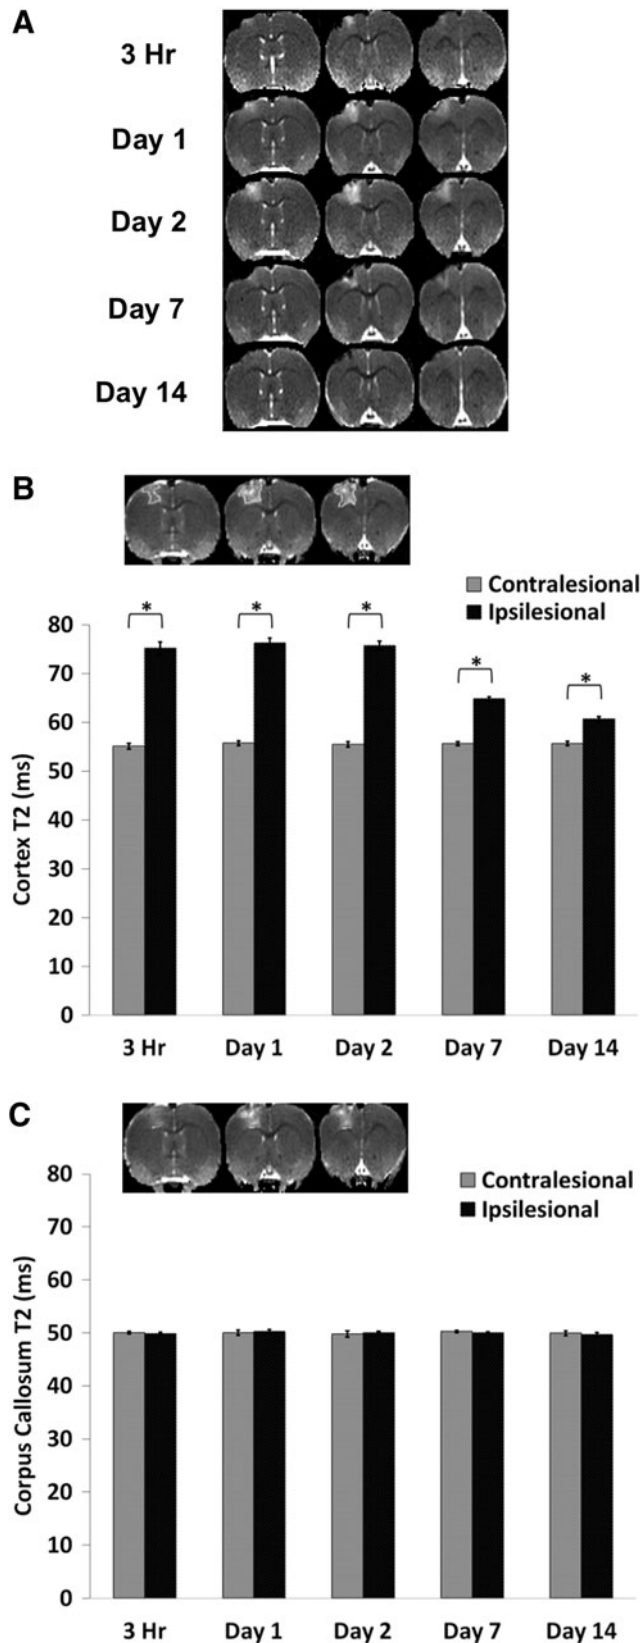 A
3 Hr
Day 1
Day 2
Day 7
Day 14
B
Contralesional
Ipsilesional
Cortex T2 (ms)
80
70
60
50
40
30
20
10
0
* * * * *
3 Hr Day 1 Day 2 Day 7 Day 14
C
Contralesional
Ipsilesional
Corpus Callosum T2 (ms)
80
70
60
50
40
30
20
10
0
3 Hr Day 1 Day 2 Day 7 Day 14